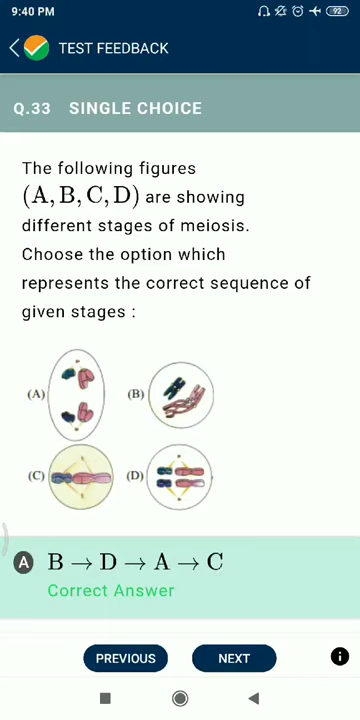 9:40 PM
92
TEST FEEDBACK
Q.33 SINGLE CHOICE
The following figures
(A, B, C, D) are showing
different stages of meiosis.
Choose the option which
represents the correct sequence of
given stages :
(A) (B)
(C) (D)
A B → D → A → C
Correct Answer
PREVIOUS NEXT